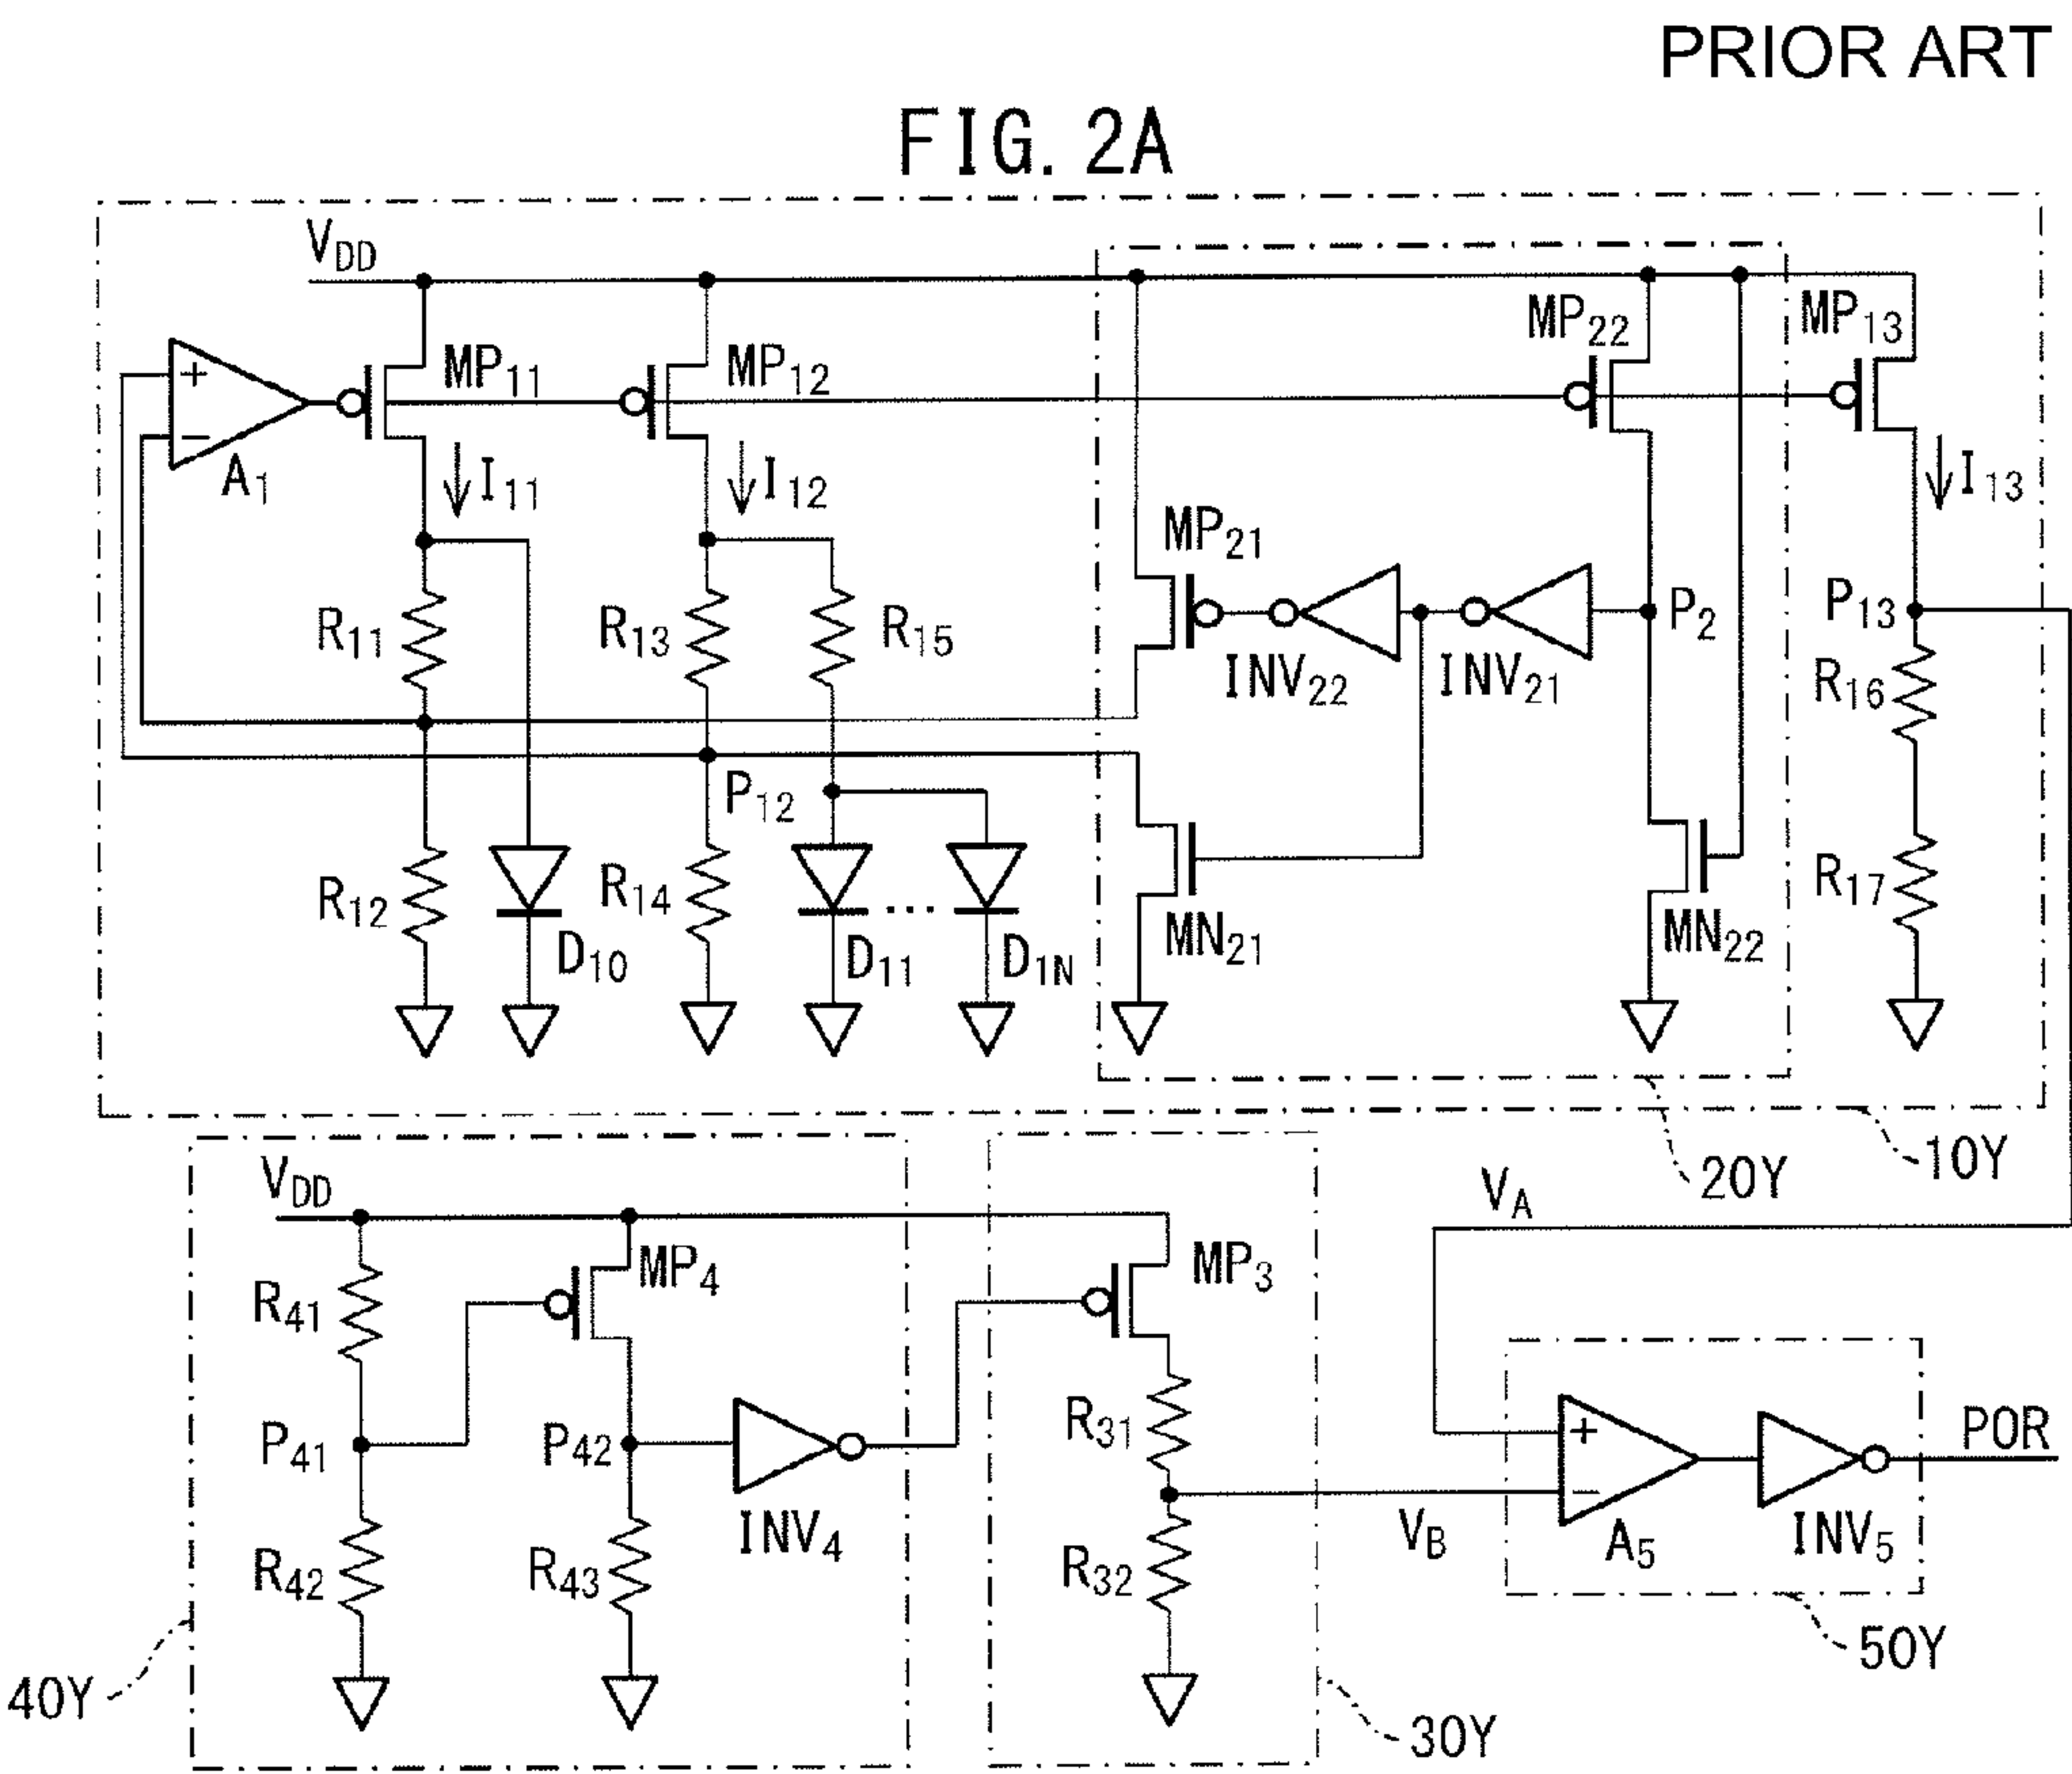 PRIOR ART
FIG. 2A
VDD
MP11
MP12
MP22
MP13
+
−
A1
I11
I12
I13
MP21
R11
R13
R15
INV22
INV21
P2
P13
R16
P12
R12
R14
R17
D10
D11
...
D1N
MN21
MN22
10Y
20Y
VDD
VA
R41
MP4
MP3
P41
P42
R31
INV4
+
−
POR
VB
A5
INV5
R42
R43
R32
40Y
30Y
50Y